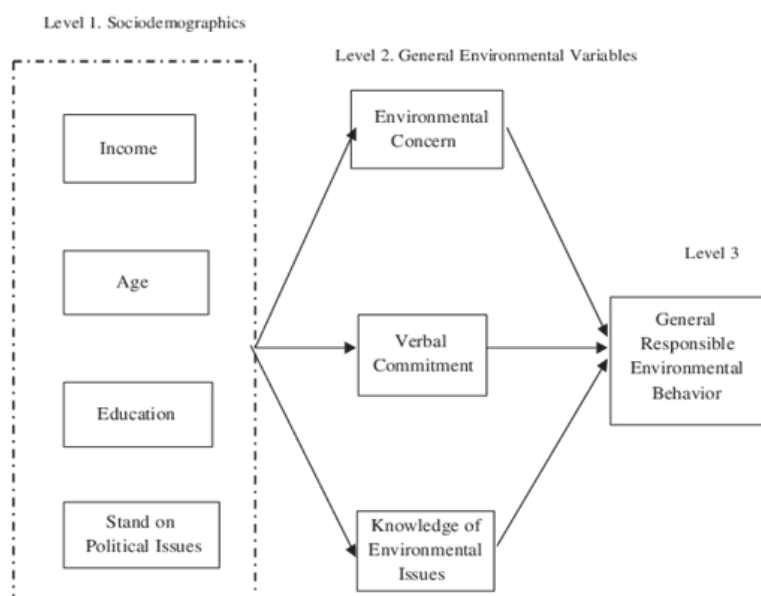 Level 1. Sociodemographics
Level 2. General Environmental Variables
Income
Age
Education
Stand on
Political Issues
Environmental
Concern
Verbal
Commitment
Knowledge of
Environmental
Issues
Level 3
General
Responsible
Environmental
Behavior